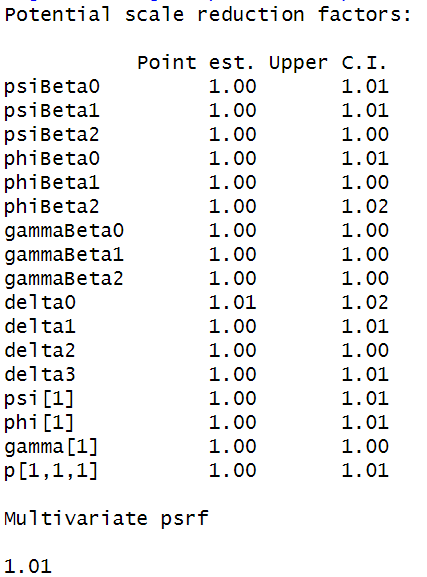 Potential scale reduction factors:
Point est. Upper C.I.
psiBeta0 1.00 1.01
psiBeta1 1.00 1.01
psiBeta2 1.00 1.00
phiBeta0 1.00 1.01
phiBeta1 1.00 1.00
phiBeta2 1.00 1.02
gammaBeta0 1.00 1.00
gammaBeta1 1.00 1.00
gammaBeta2 1.00 1.00
delta0 1.01 1.02
delta1 1.00 1.01
delta2 1.00 1.00
delta3 1.00 1.01
psi[1] 1.00 1.01
phi[1] 1.00 1.01
gamma[1] 1.00 1.00
p[1,1,1] 1.00 1.01
Multivariate psrf
1.01